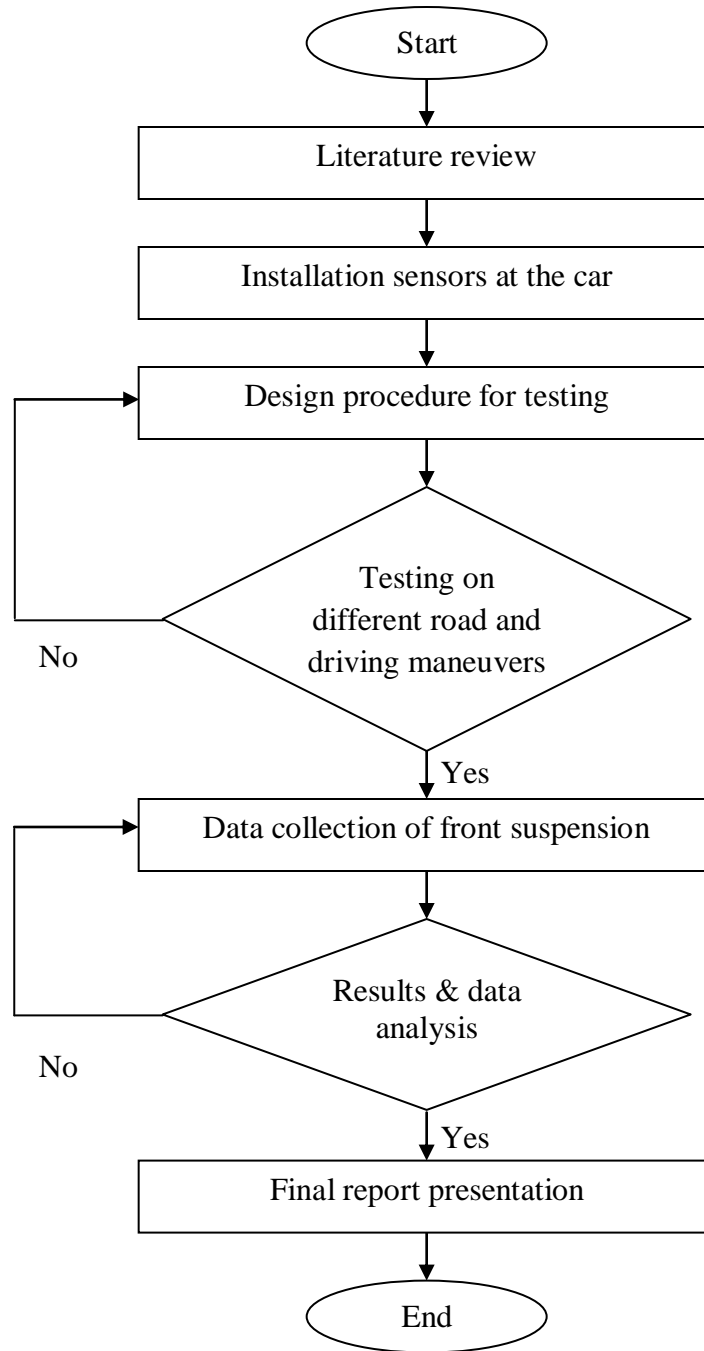 Start
Literature review
Installation sensors at the car
Design procedure for testing
Testing on
different road and
driving maneuvers
No
Yes
Data collection of front suspension
Results & data
analysis
No
Yes
Final report presentation
End